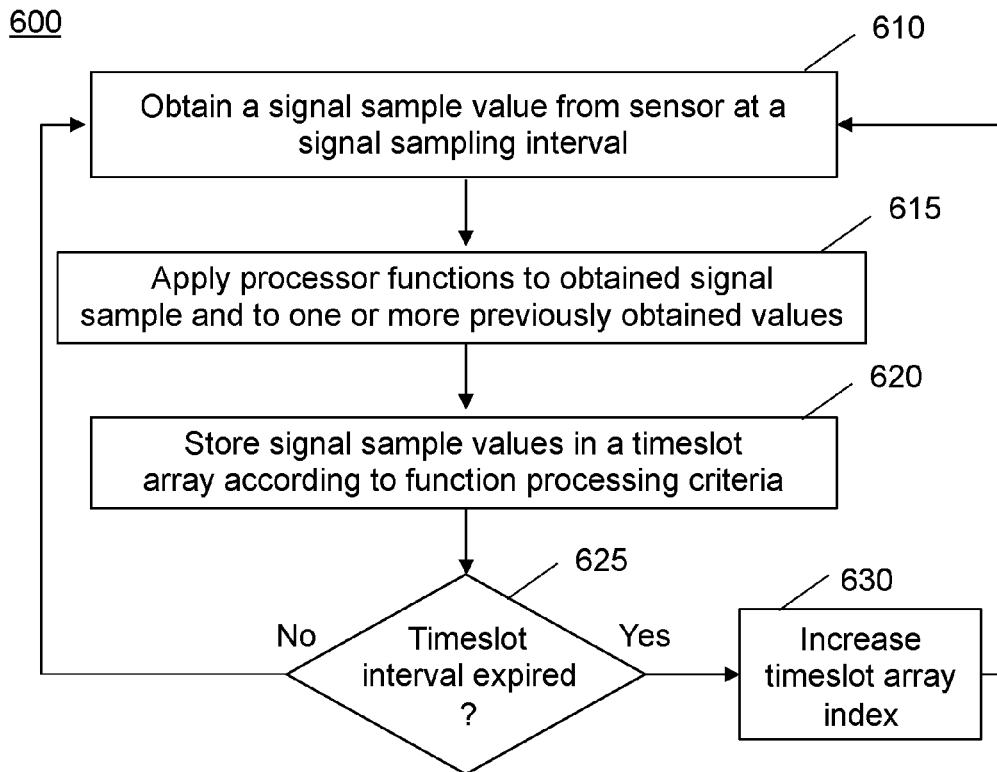 600
610
Obtain a signal sample value from sensor at a
signal sampling interval
615
Apply processor functions to obtained signal
sample and to one or more previously obtained values
620
Store signal sample values in a timeslot
array according to function processing criteria
625
630
No
Timeslot
interval expired
?
Yes
Increase
timeslot array
index